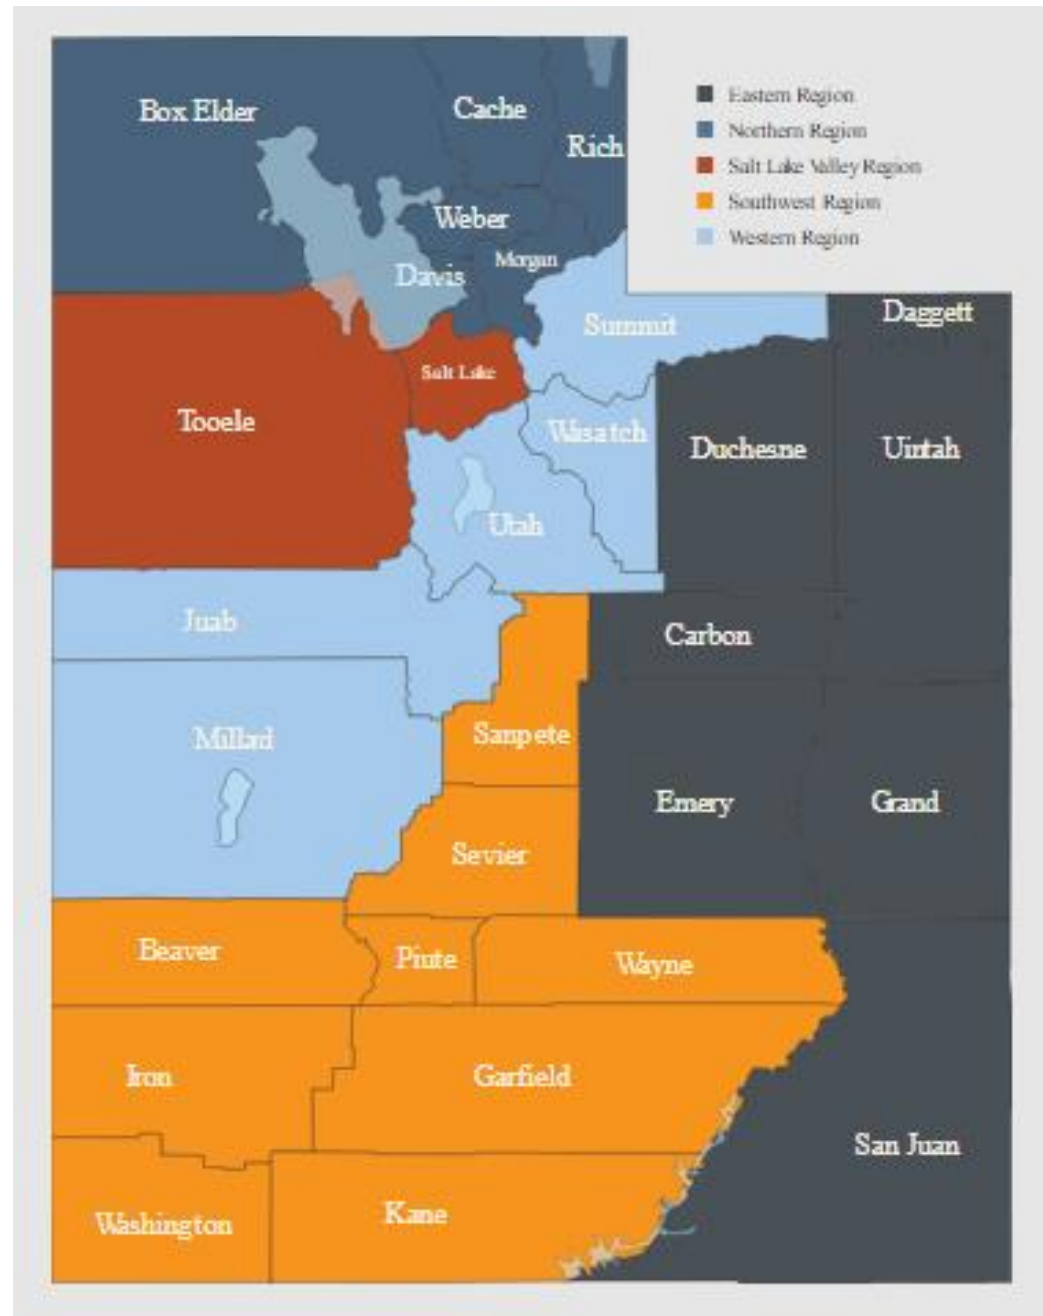 Box Elder
Cache
Rich
Weber
Morgan
Davis
Eastern Region
Northern Region
Salt Lake Valley Region
Southwest Region
Western Region
Summit
Daggett
Salt Lake
Tooele
Wasatch
Duchesne
Uintah
Utah
Juab
Carbon
Millard
Sanpete
Emery
Grand
Sevier
Beaver
Piute
Wayne
Iron
Garfield
San Juan
Washington
Kane